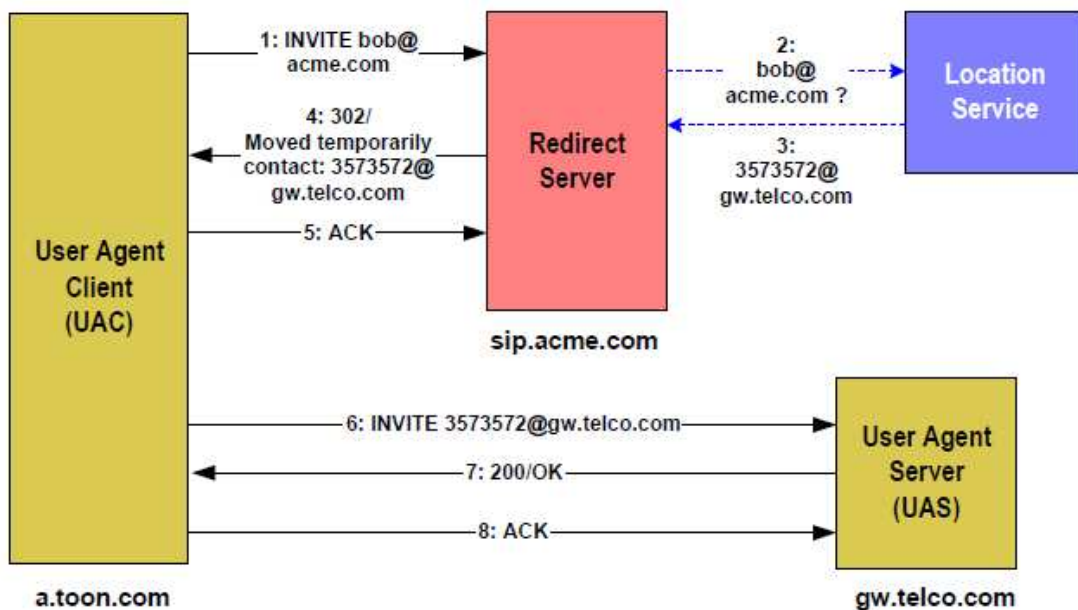 1: INVITE bob@
acme.com
2:
bob@
acme.com ?
Location
Service
4: 302/
Moved temporarily
contact: 3573572@
gw.telco.com
Redirect
Server
3:
3573572@
gw.telco.com
5: ACK
User Agent
Client
(UAC)
sip.acme.com
6: INVITE 3573572@gw.telco.com
7: 200/OK
8: ACK
User Agent
Server
(UAS)
a.toon.com
gw.telco.com